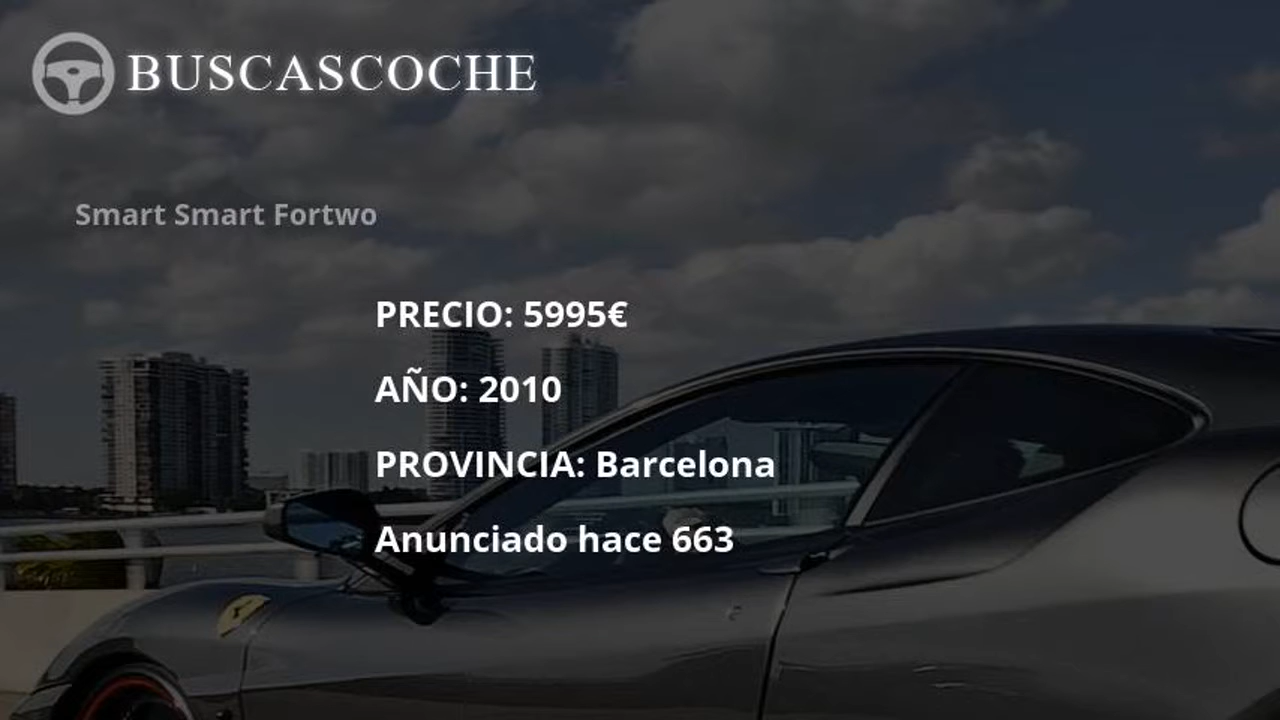 BUSCASCOCHE
Smart Smart Fortwo
PRECIO: 5995€
AÑO: 2010
PROVINCIA: Barcelona
Anunciado hace 663